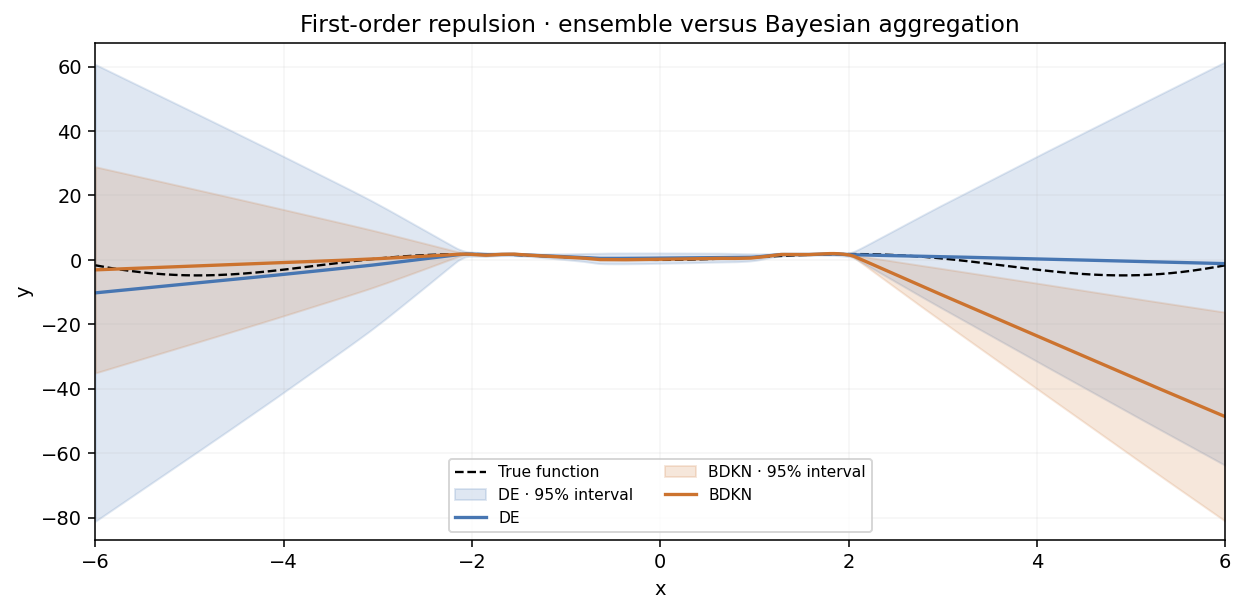 First-order repulsion · ensemble versus Bayesian aggregation
y
60
40
20
0
−20
−40
−60
−80
−6
−4
−2
0
2
4
6
x
True function
DE · 95% interval
DE
BDKN · 95% interval
BDKN